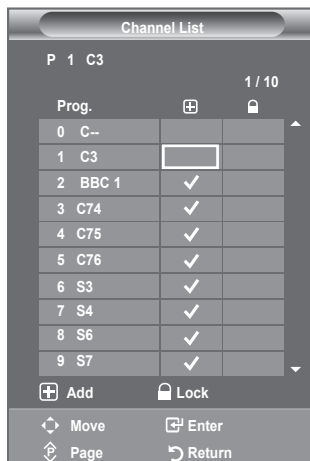 Channel List
P 1 C3
1 / 10
Prog.
0 C--
1 C3
2 BBC 1
3 C74
4 C75
5 C76
6 S3
7 S4
8 S6
9 S7
Add Lock
Move Enter
P Page Return